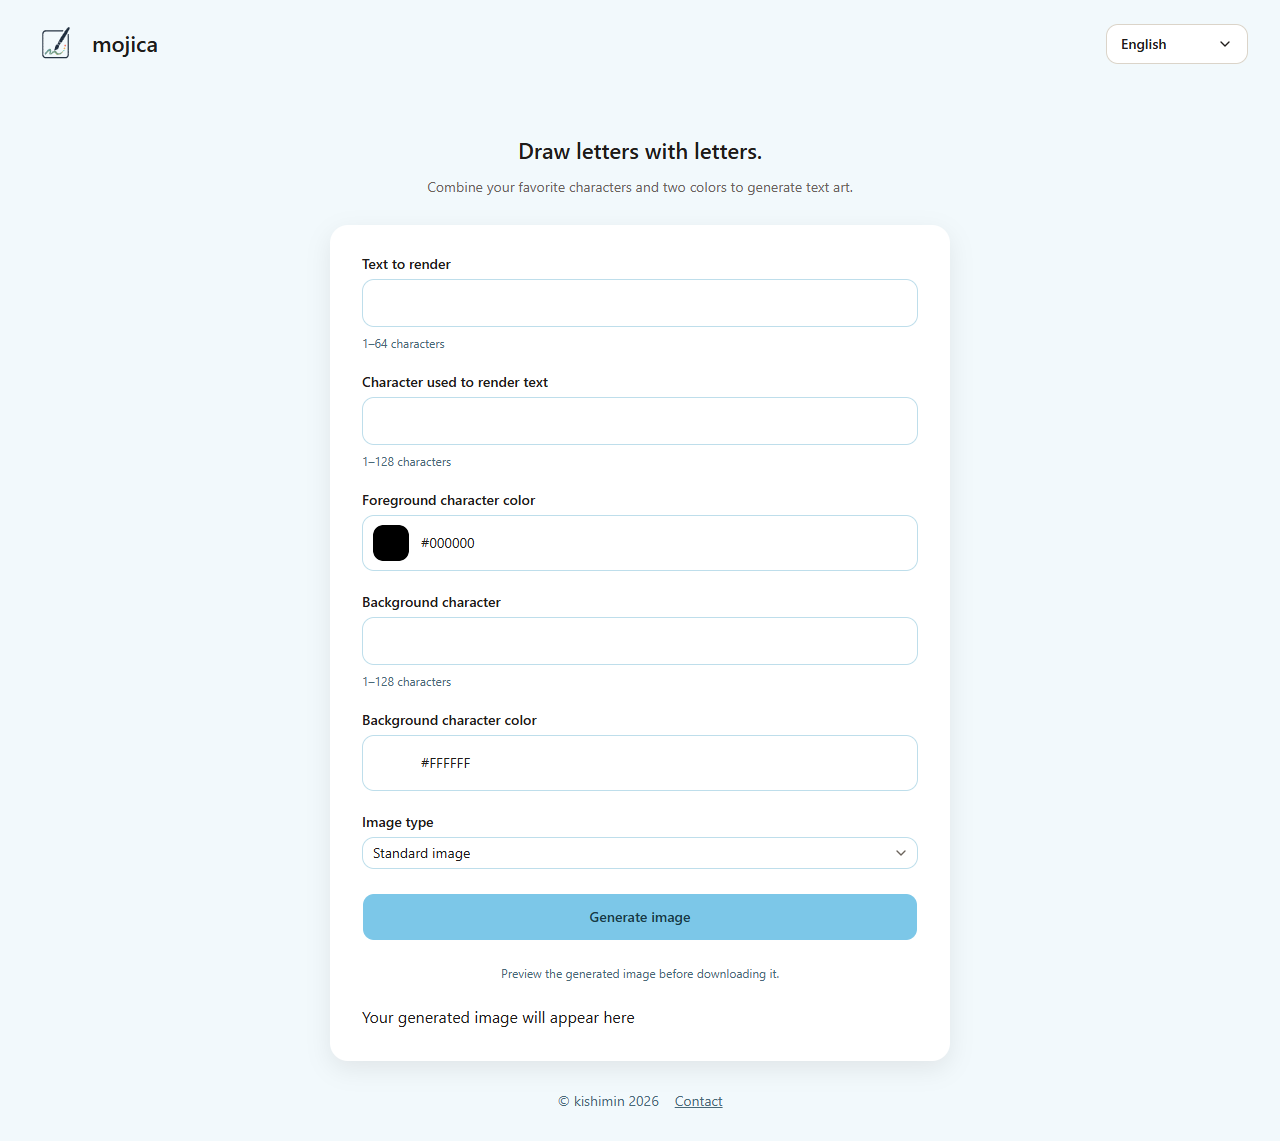 mojica
English
Draw letters with letters.
Combine your favorite characters and two colors to generate text art.
Text to render
1–64 characters
Character used to render text
1–128 characters
Foreground character color
#000000
Background character
1–128 characters
Background character color
#FFFFFF
Image type
Standard image
Generate image
Preview the generated image before downloading it.
Your generated image will appear here
© kishimin 2026 Contact